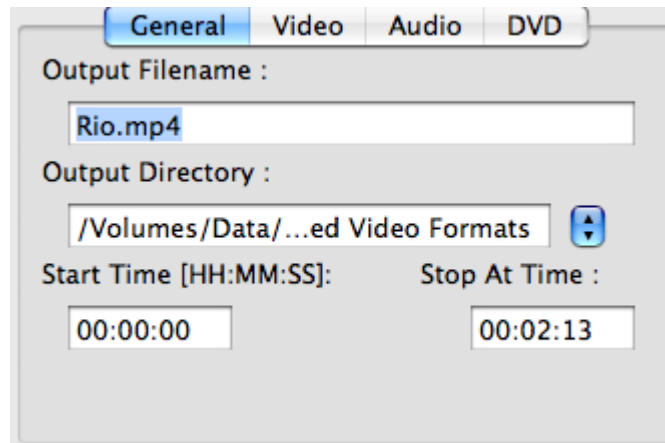 General Video Audio DVD
Output Filename :
Rio.mp4
Output Directory :
/Volumes/Data/...ed Video Formats
Start Time [HH:MM:SS]: Stop At Time :
00:00:00 00:02:13